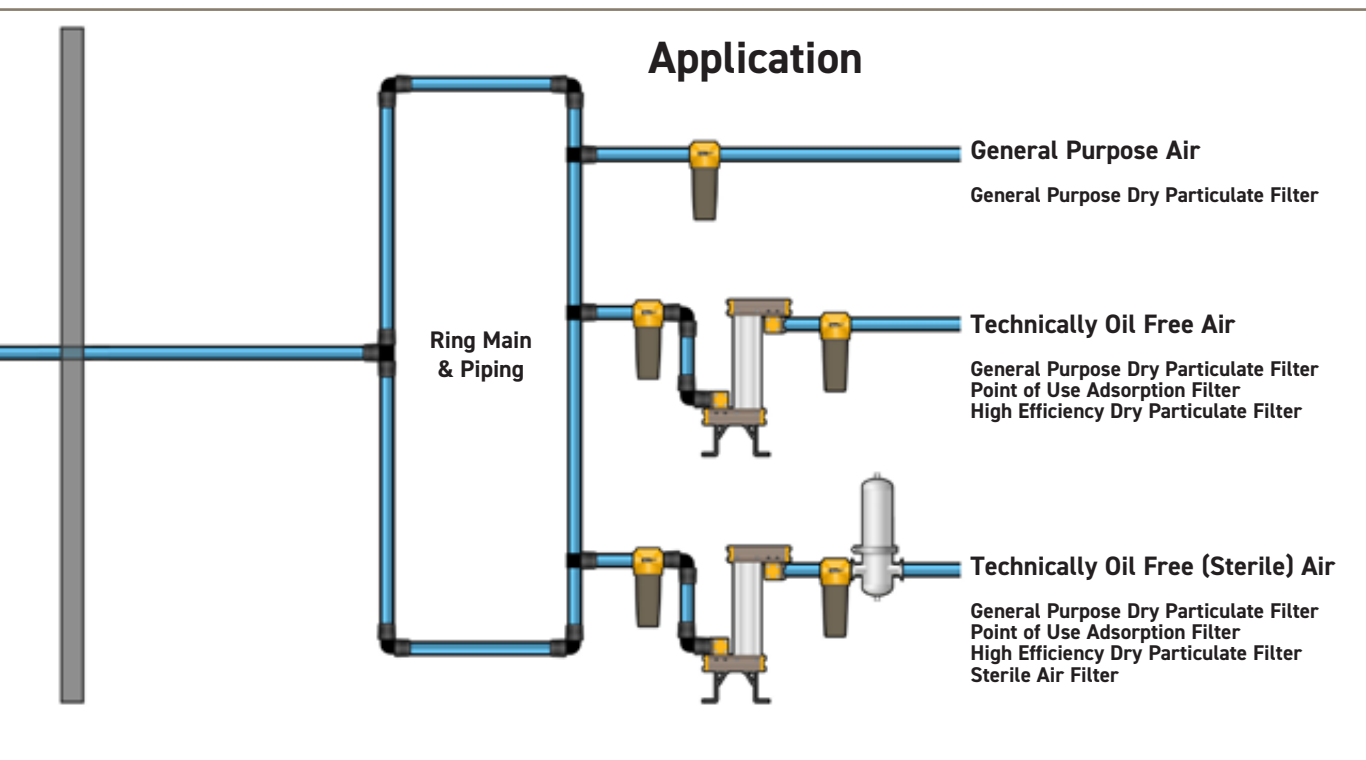 Application
General Purpose Air
General Purpose Dry Particulate Filter
Ring Main
& Piping
Technically Oil Free Air
General Purpose Dry Particulate Filter
Point of Use Adsorption Filter
High Efficiency Dry Particulate Filter
Technically Oil Free (Sterile) Air
General Purpose Dry Particulate Filter
Point of Use Adsorption Filter
High Efficiency Dry Particulate Filter
Sterile Air Filter